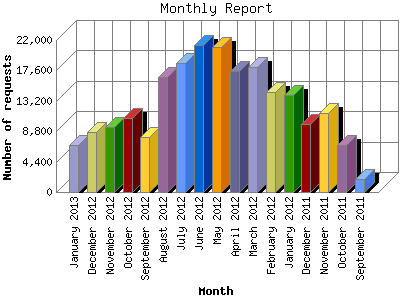 Monthly Report
Number of requests
22,000
17,600
13,200
8,800
4,400
0
January 2013
December 2012
November 2012
October 2012
September 2012
August 2012
July 2012
June 2012
May 2012
April 2012
March 2012
February 2012
January 2012
December 2011
November 2011
October 2011
September 2011
Month